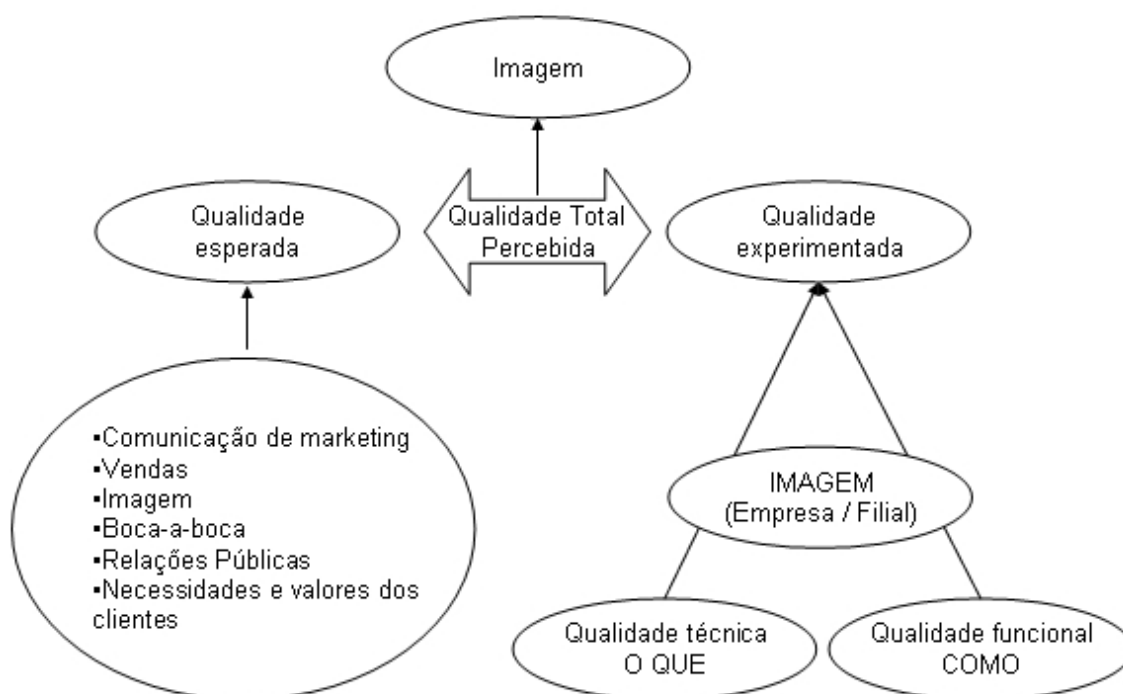 Imagem
Qualidade
esperada
Qualidade Total
Percebida
Qualidade
experimentada
▪Comunicação de marketing
▪Vendas
▪Imagem
▪Boca-a-boca
▪Relações Públicas
▪Necessidades e valores dos
clientes
IMAGEM
(Empresa / Filial)
Qualidade técnica
O QUE
Qualidade funcional
COMO